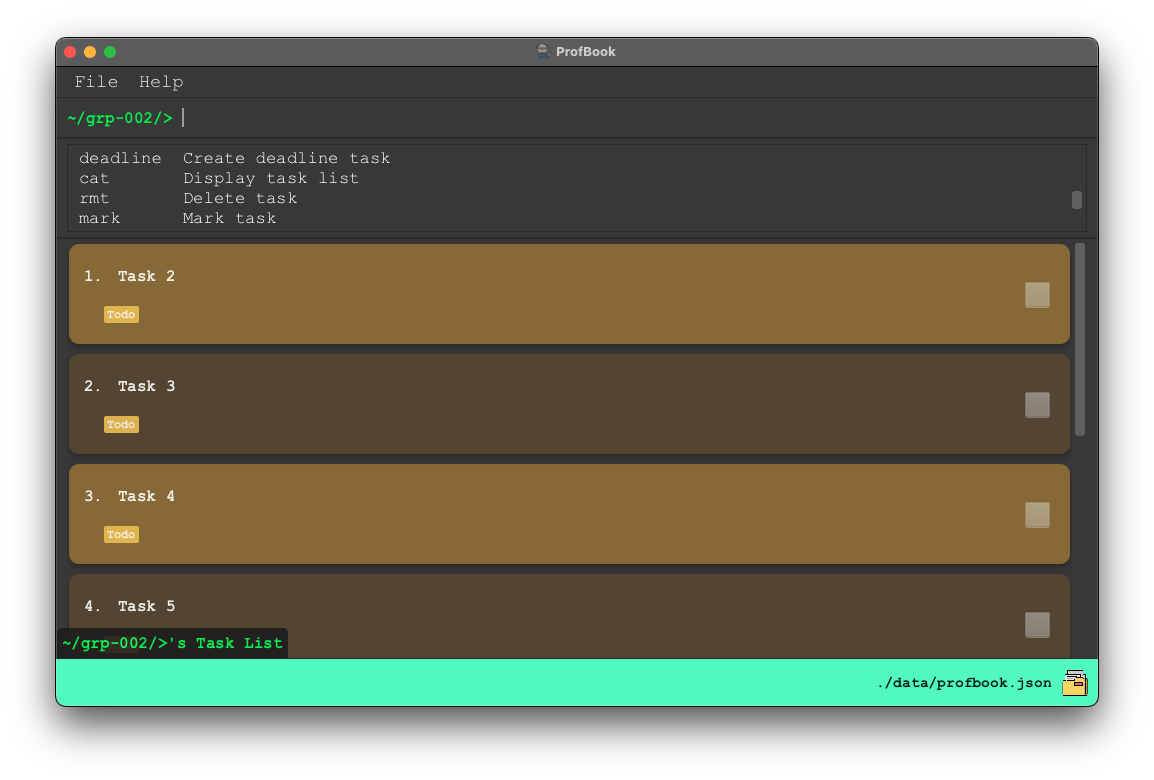 ProfBook
File Help
~/grp-002/>
deadline Create deadline task
cat Display task list
rmt Delete task
mark Mark task
1. Task 2
Todo
2. Task 3
Todo
3. Task 4
Todo
4. Task 5
~/grp-002/>'s Task List
./data/profbook.json